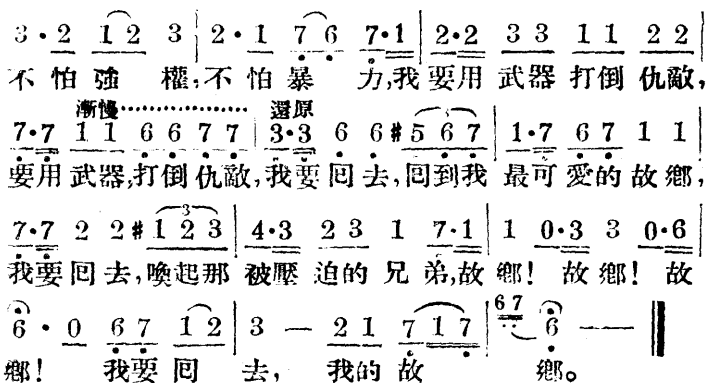 3·2 12 3│2·1 76 7·1│2·2 33 11 22│
不怕強 權,不怕暴 力,我要用武器打倒仇敵,
漸慢·················· 還原
7·7 11 66 77│3·3 6 6 #567│1·7 67 1 1│
要用武器,打倒仇敵,我要回去,回到我 最可愛的故鄉,
3
7·7 2 2 #123│4·3 23 1 7·1│1 0·3 3 0·6│
我要回去,喚起那 被壓迫的兄弟,故鄉!故鄉!故
6·0 67 12│3 — 21 717│67 6 — —║
鄉! 我要回 去, 我的故 鄉。